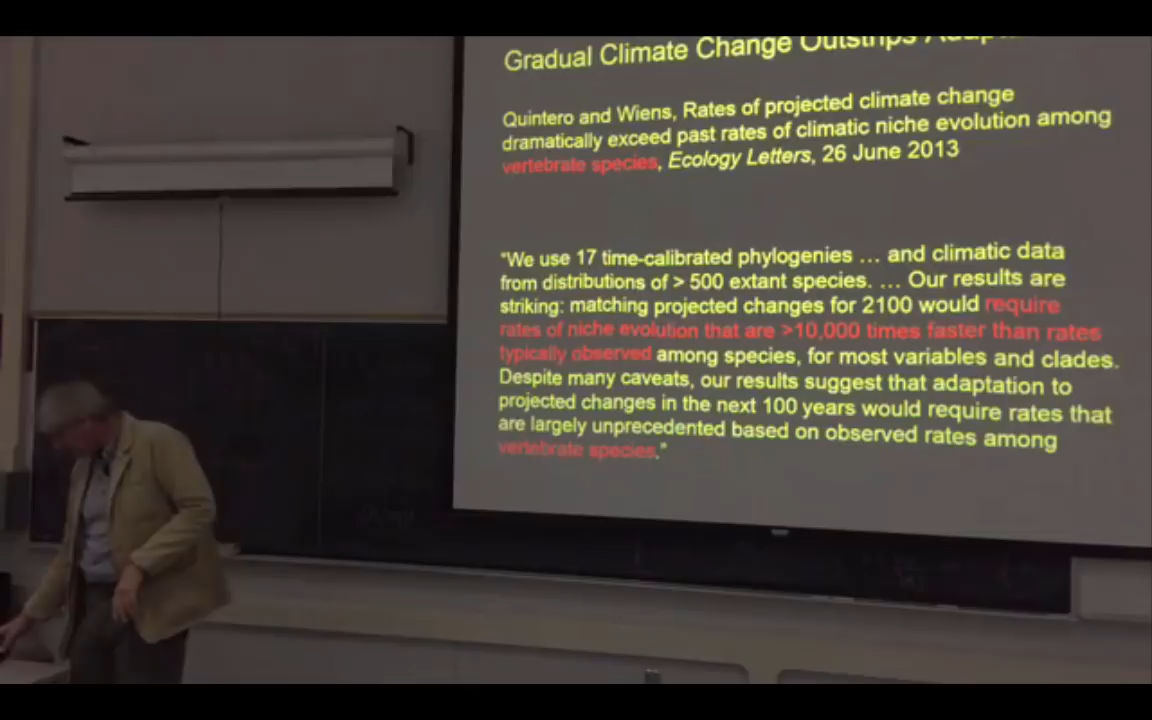 Gradual Climate Change Outstrips
Quintero and Wiens, Rates of projected climate change
dramatically exceed past rates of climatic niche evolution among
vertebrate species, Ecology Letters, 26 June 2013
"We use 17 time-calibrated phylogenies … and climatic data
from distributions of > 500 extant species. … Our results are
striking: matching projected changes for 2100 would require
rates of niche evolution that are >10,000 times faster than rates
typically observed among species, for most variables and clades.
Despite many caveats, our results suggest that adaptation to
projected changes in the next 100 years would require rates that
are largely unprecedented based on observed rates among
vertebrate species."